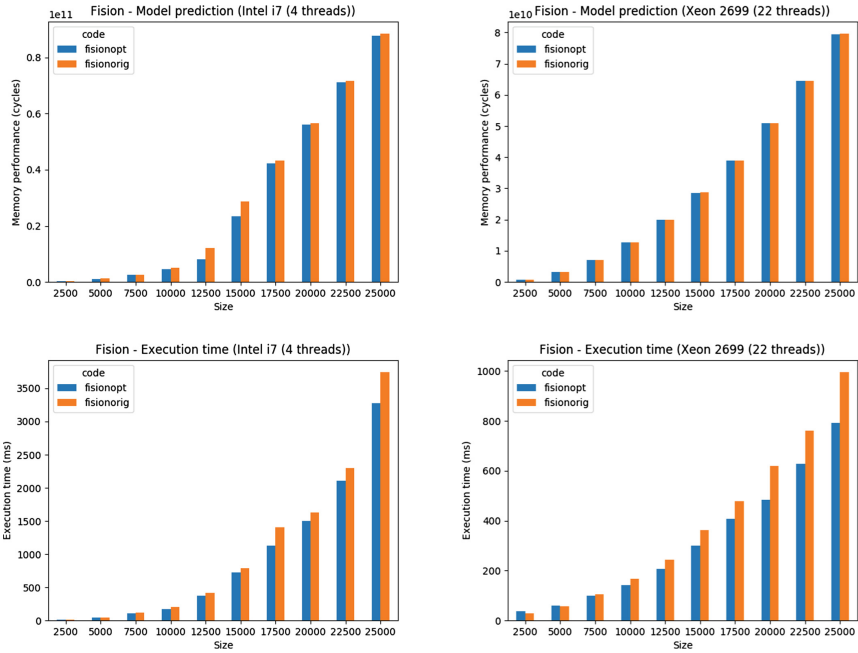 Fision - Model prediction (Intel i7 (4 threads))
1e11
code
fisionopt
fisionorig
Memory performance (cycles)
0.8
0.6
0.4
0.2
0.0
2500 5000 7500 10000 12500 15000 17500 20000 22500 25000
Size
Fision - Model prediction (Xeon 2699 (22 threads))
1e10
code
fisionopt
fisionorig
Memory performance (cycles)
8
7
6
5
4
3
2
1
0
2500 5000 7500 10000 12500 15000 17500 20000 22500 25000
Size
Fision - Execution time (Intel i7 (4 threads))
code
fisionopt
fisionorig
Execution time (ms)
3500
3000
2500
2000
1500
1000
500
0
2500 5000 7500 10000 12500 15000 17500 20000 22500 25000
Size
Fision - Execution time (Xeon 2699 (22 threads))
code
fisionopt
fisionorig
Execution time (ms)
1000
800
600
400
200
0
2500 5000 7500 10000 12500 15000 17500 20000 22500 25000
Size